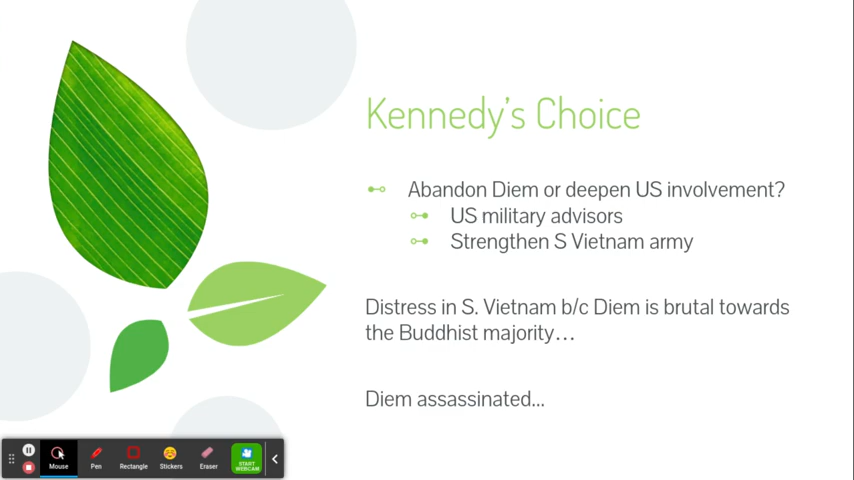 Kennedy's Choice
Abandon Diem or deepen US involvement?
US military advisors
Strengthen S Vietnam army
Distress in S. Vietnam b/c Diem is brutal towards
the Buddhist majority…
Diem assassinated…
Mouse
Pen
Rectangle
Stickers
Eraser
START
WEBCAM